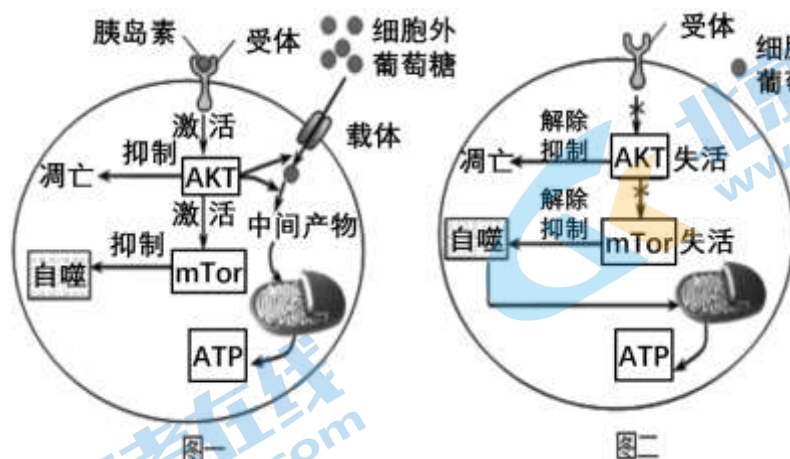 胰岛素
受体
细胞外
葡萄糖
激活
载体
抑制
凋亡
AKT
激活
中间产物
抑制
自噬
mTor
ATP
图一
受体
细胞
解除
抑制
凋亡
AKT
失活
解除
抑制
自噬
mTor
失活
ATP
图二